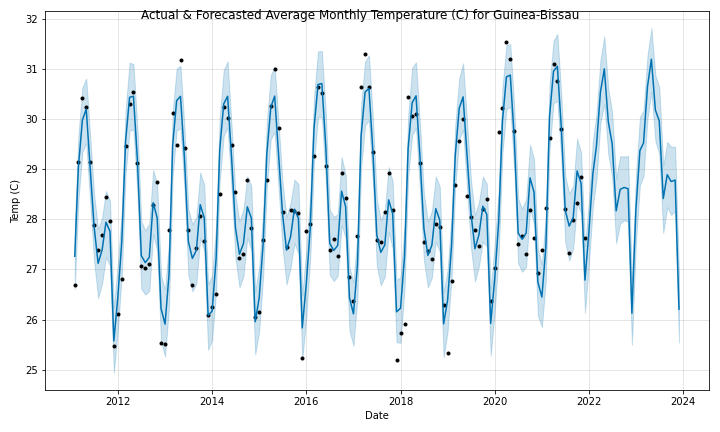 Actual & Forecasted Average Monthly Temperature (C) for Guinea-Bissau
32
31
30
29
28
27
26
25
Temp (C)
2012 2014 2016 2018 2020 2022 2024
Date